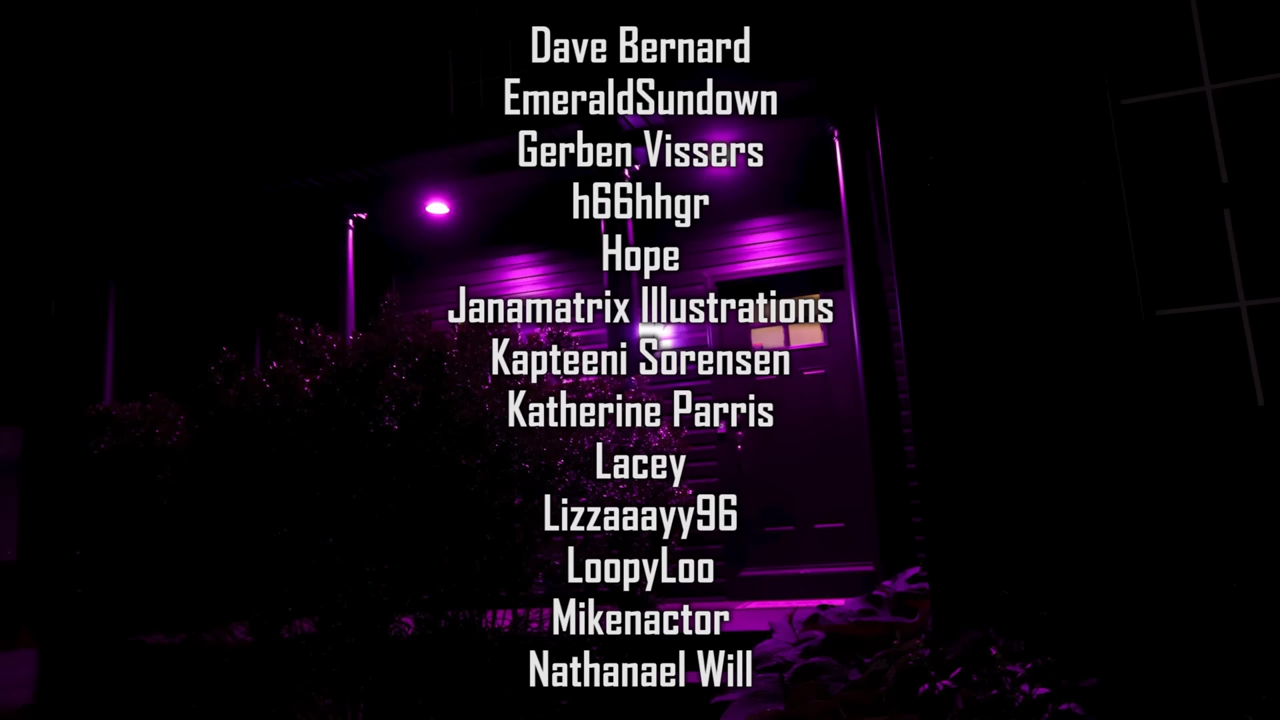 Dave Bernard
EmeraldSundown
Gerben Vissers
h66hhgr
Hope
Janamatrix Illustrations
Kapteeni Sorensen
Katherine Parris
Lacey
Lizzaaayy96
LoopyLoo
Mikenactor
Nathanael Will